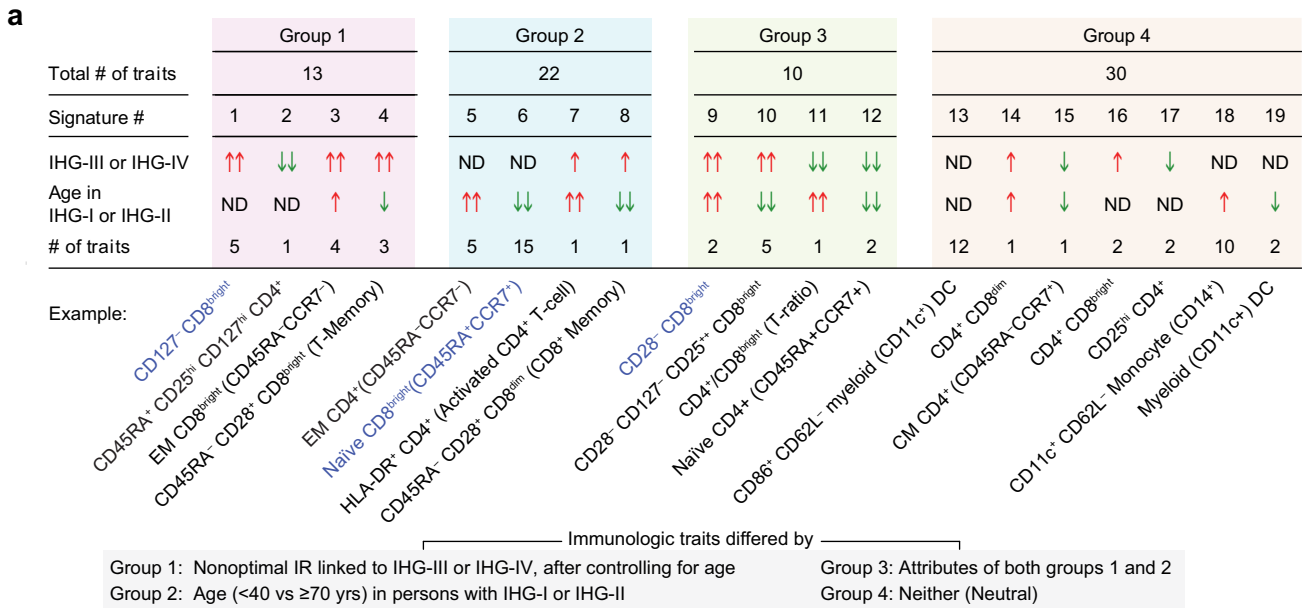 a
Group 1 Group 2 Group 3 Group 4
Total # of traits 13 22 10 30
Signature # 1 2 3 4 5 6 7 8 9 10 11 12 13 14 15 16 17 18 19
IHG-III or IHG-IV ↑↑ ↓↓ ↑↑ ↑↑ ND ND ↑ ↑ ↑↑ ↑↑ ↓↓ ↓↓ ND ↑ ↓ ↑ ↓ ND ND
Age in
IHG-I or IHG-II ND ND ↑ ↓ ↑↑ ↓↓ ↑↑ ↓↓ ↑↑ ↓↓ ↑↑ ↓↓ ND ↑ ↓ ND ND ↑ ↓
# of traits 5 1 4 3 5 15 1 1 2 5 1 2 12 1 1 2 2 10 2
Example:
CD127⁻ CD8ᵇʳⁱᵍʰᵗ
CD45RA⁺ CD25ʰⁱ CD127ʰⁱ CD4⁺
EM CD8ᵇʳⁱᵍʰᵗ (CD45RA⁻CCR7⁻)
CD45RA⁻ CD28⁺ CD8ᵇʳⁱᵍʰᵗ (T-Memory)
EM CD4⁺(CD45RA⁻CCR7⁻)
Naïve CD8ᵇʳⁱᵍʰᵗ(CD45RA⁺CCR7⁺)
HLA-DR⁺ CD4⁺ (Activated CD4⁺ T-cell)
CD45RA⁻ CD28⁺ CD8ᵈⁱᵐ (CD8⁺ Memory)
CD28⁻ CD8ᵇʳⁱᵍʰᵗ
CD28⁻ CD127⁻ CD25⁺⁺ CD8ᵇʳⁱᵍʰᵗ
CD4⁺/CD8ᵇʳⁱᵍʰᵗ (T-ratio)
Naïve CD4+ (CD45RA+CCR7+)
CD86⁺ CD62L⁻ myeloid (CD11c⁺) DC
CD4⁺ CD8ᵈⁱᵐ
CM CD4⁺ (CD45RA⁻CCR7⁺)
CD4⁺ CD8ᵇʳⁱᵍʰᵗ
CD25ʰⁱ CD4⁺
CD11c⁺ CD62L⁻ Monocyte (CD14⁺)
Myeloid (CD11c+) DC
Immunologic traits differed by
Group 1: Nonoptimal IR linked to IHG-III or IHG-IV, after controlling for age
Group 2: Age (<40 vs ≥70 yrs) in persons with IHG-I or IHG-II
Group 3: Attributes of both groups 1 and 2
Group 4: Neither (Neutral)